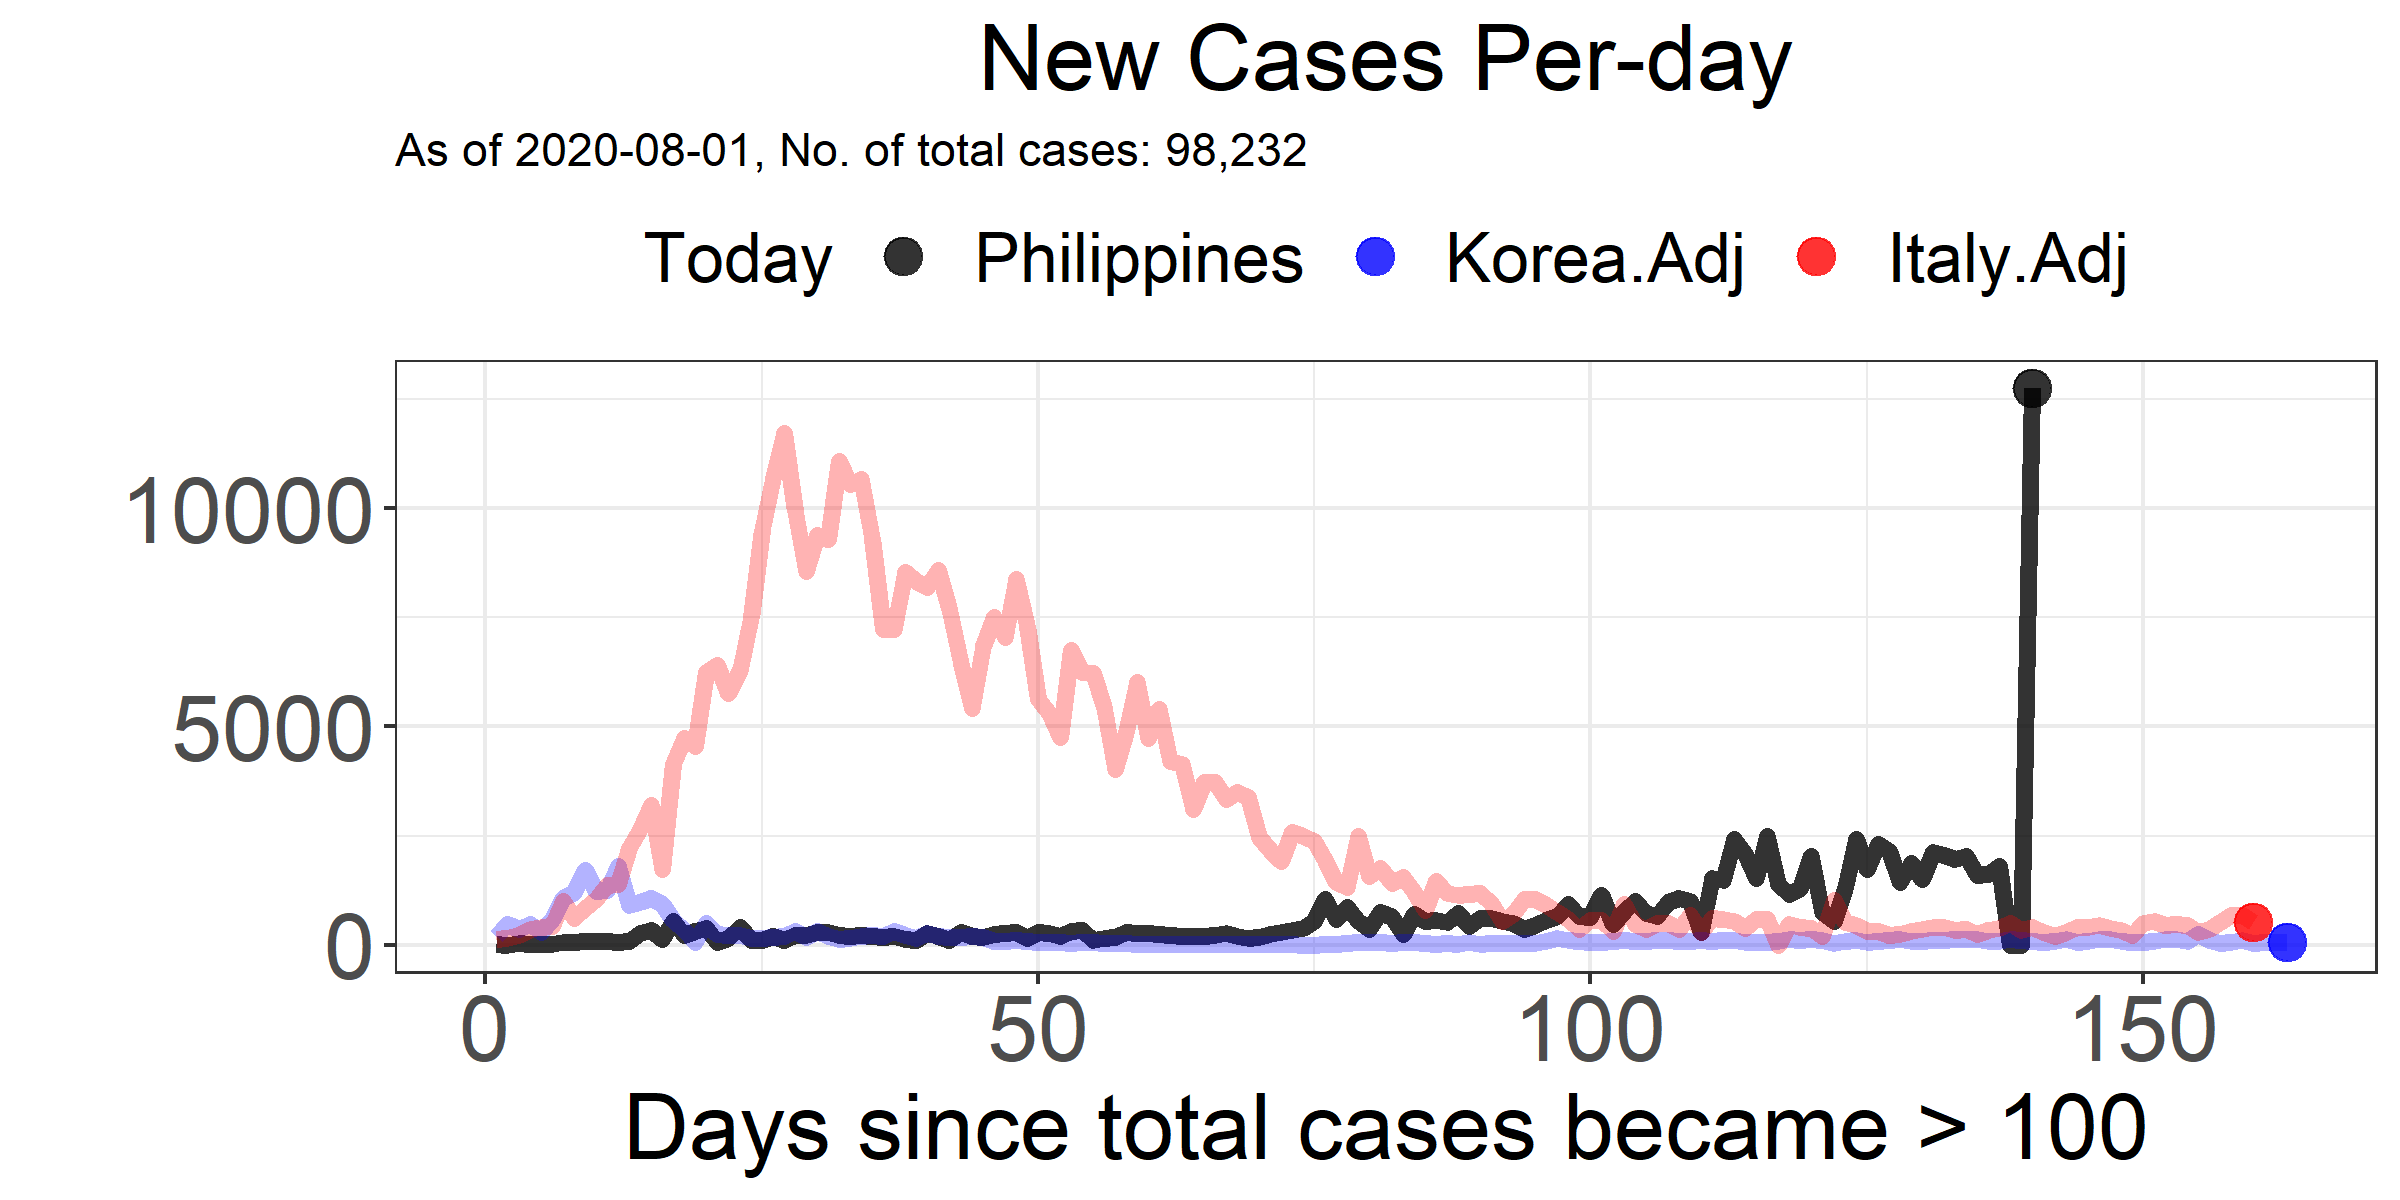 New Cases Per-day
As of 2020-08-01, No. of total cases: 98,232
Today Philippines Korea.Adj Italy.Adj
10000
5000
0
0 50 100 150
Days since total cases became > 100